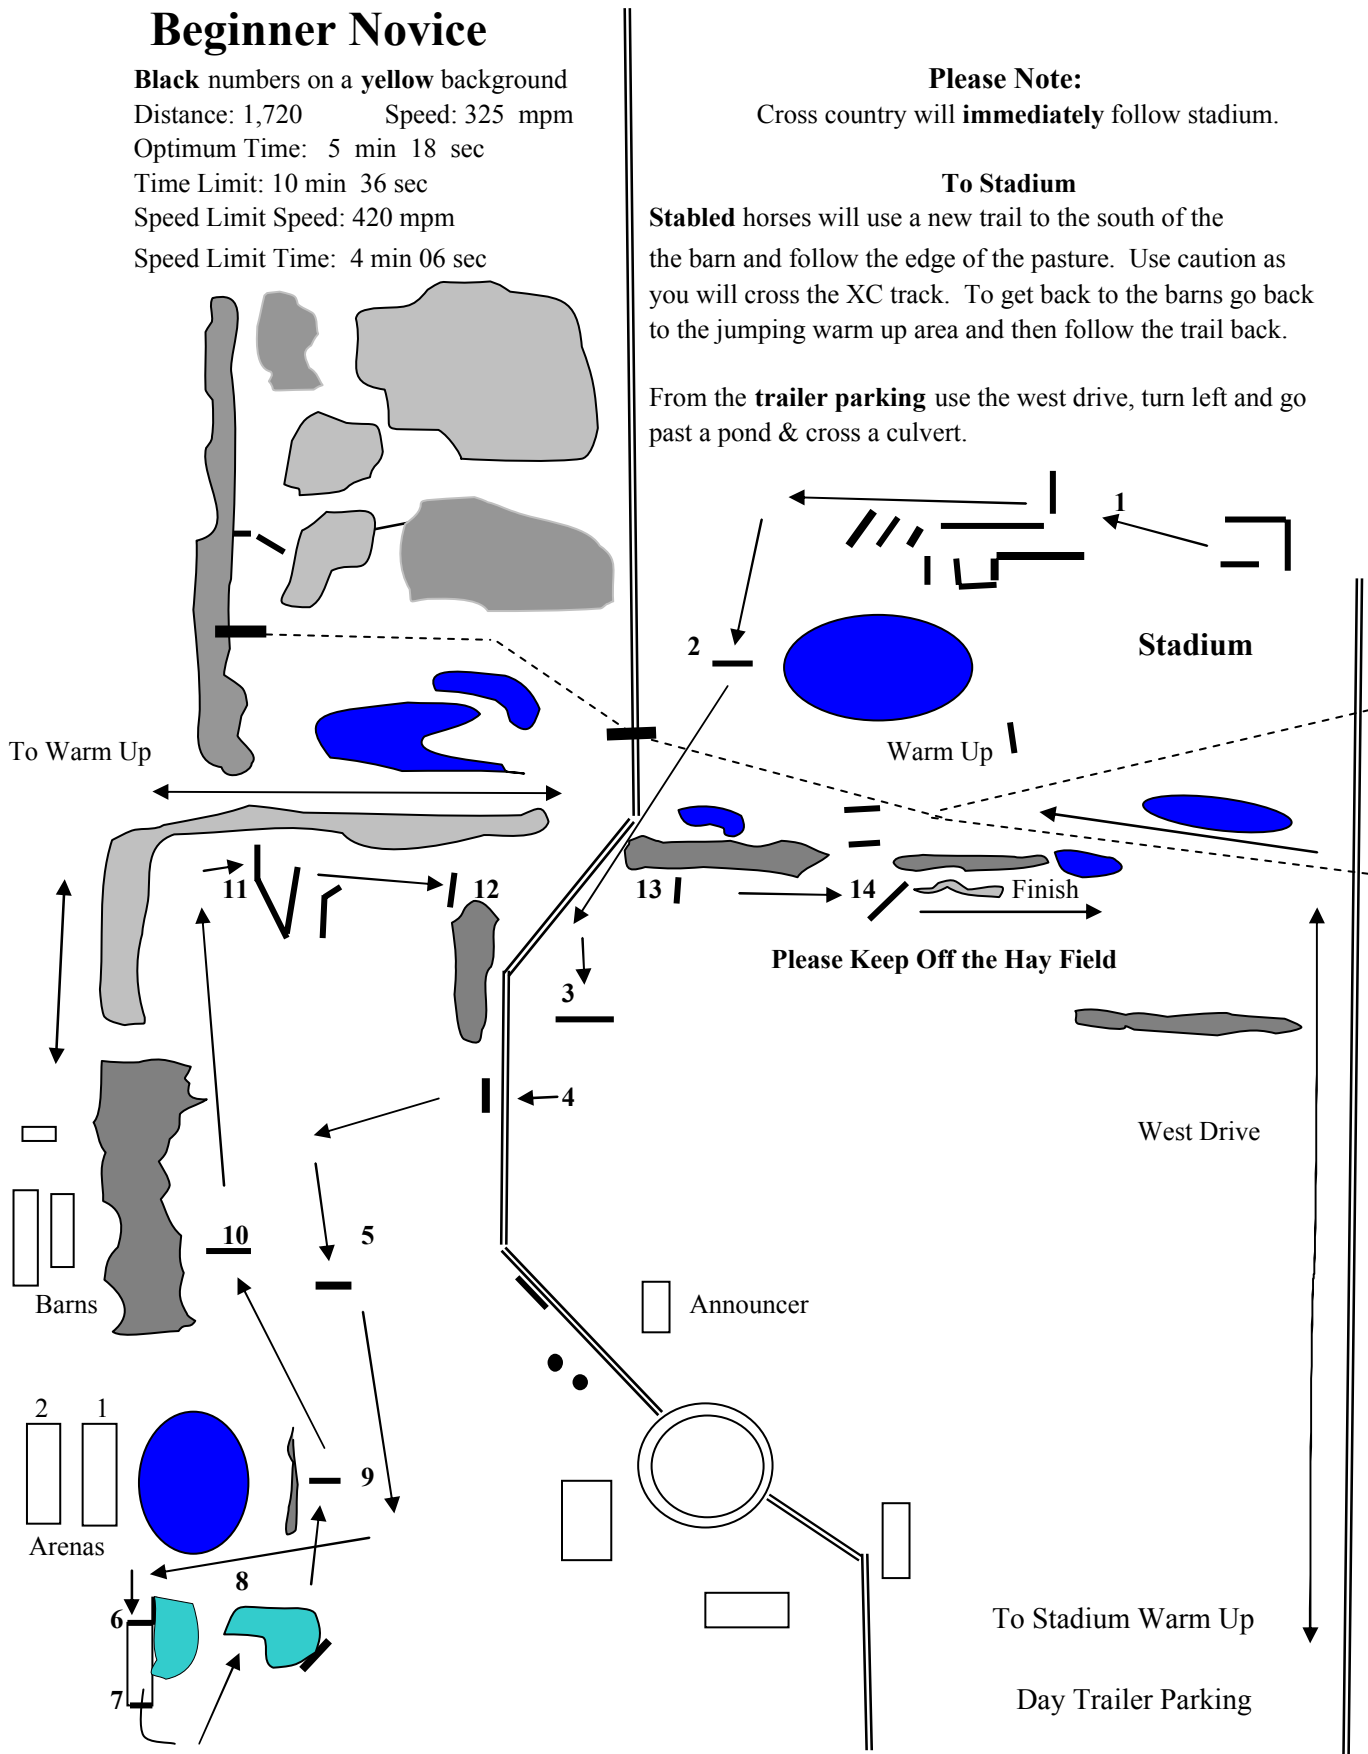 Beginner Novice
Black numbers on a yellow background
Distance: 1,720 Speed: 325 mpm
Optimum Time: 5 min 18 sec
Time Limit: 10 min 36 sec
Speed Limit Speed: 420 mpm
Speed Limit Time: 4 min 06 sec
Please Note:
Cross country will immediately follow stadium.
To Stadium
Stabled horses will use a new trail to the south of the
the barn and follow the edge of the pasture. Use caution as
you will cross the XC track. To get back to the barns go back
to the jumping warm up area and then follow the trail back.
From the trailer parking use the west drive, turn left and go
past a pond & cross a culvert.
1
2
Stadium
To Warm Up
Warm Up
11
12
13
14
Finish
Please Keep Off the Hay Field
3
4
West Drive
10
5
Barns
Announcer
2
1
9
Arenas
8
6
To Stadium Warm Up
7
Day Trailer Parking